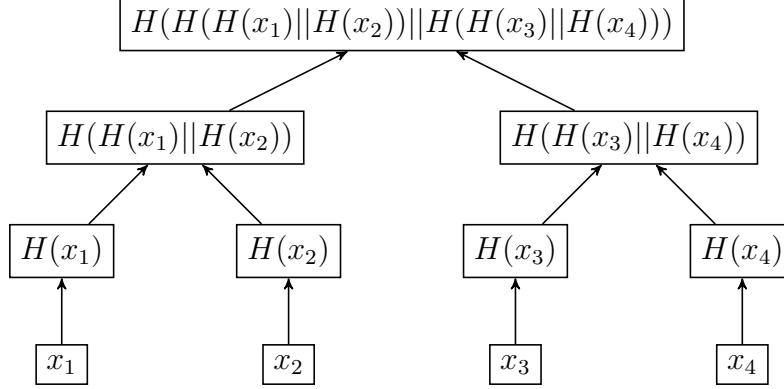 H(H(H(x₁)||H(x₂))||H(H(x₃)||H(x₄)))
H(H(x₁)||H(x₂)) H(H(x₃)||H(x₄))
H(x₁) H(x₂) H(x₃) H(x₄)
x₁ x₂ x₃ x₄